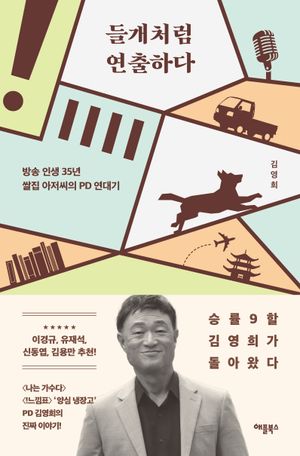 들개처럼
연출하다
방송 인생 35년
쌀집 아저씨의 PD 연대기
김영희
★★★★★
이경규, 유재석,
신동엽, 김용만 추천!
〈나는 가수다〉
〈!느낌표〉 ‘양심 냉장고’
PD 김영희의
진짜 이야기!
승률 9할
김영희가
돌아왔다
애플북스